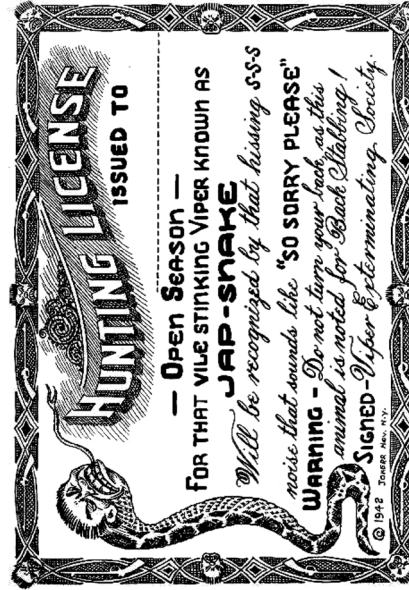 HUNTING LICENSE
ISSUED TO
— OPEN SEASON —
FOR THAT VILE STINKING VIPER KNOWN AS
JAP-SNAKE
Will be recognized by that hissing S-S-S
noise that sounds like "SO SORRY PLEASE"
WARNING - Do not turn your back as this
animal is noted for Back Stabbing!
SIGNED - Viper Exterminating Society.
© 1942 JOHERR NOV. N.Y.